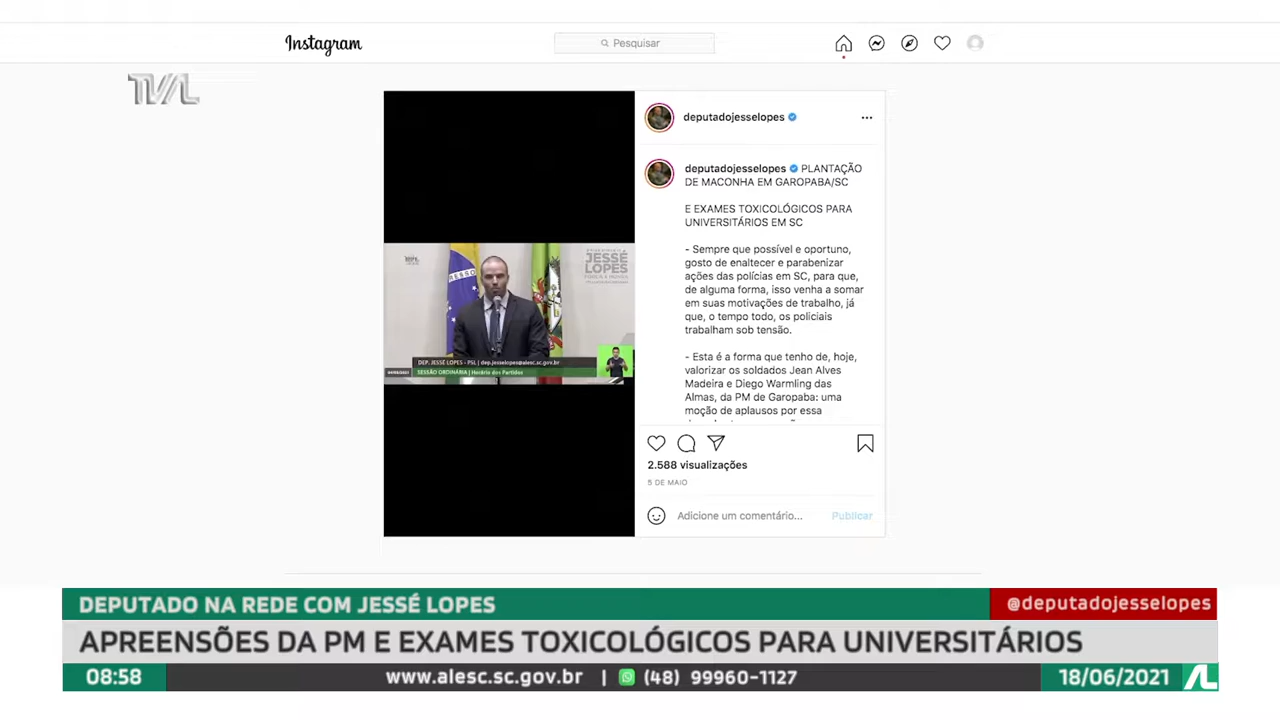 Instagram
Pesquisar
TVAL
deputadojesselopes
deputadojesselopes PLANTAÇÃO
DE MACONHA EM GAROPABA/SC
E EXAMES TOXICOLÓGICOS PARA
UNIVERSITÁRIOS EM SC
- Sempre que possível e oportuno,
gosto de enaltecer e parabenizar
ações das polícias em SC, para que,
de alguma forma, isso venha a somar
em suas motivações de trabalho, já
que, o tempo todo, os policiais
trabalham sob tensão.
- Esta é a forma que tenho de, hoje,
valorizar os soldados Jean Alves
Madeira e Diego Warmling das
Almas, da PM de Garopaba: uma
moção de aplausos por essa
JESSÉ
LOPES
RESSO
DEP. JESSÉ LOPES - PSL | dep.jesselopes@alesc.sc.gov.br
SESSÃO ORDINÁRIA | Horário dos Partidos
2.588 visualizações
5 DE MAIO
Adicione um comentário...
Publicar
DEPUTADO NA REDE COM JESSÉ LOPES
@deputadojesselopes
APREENSÕES DA PM E EXAMES TOXICOLÓGICOS PARA UNIVERSITÁRIOS
08:58
www.alesc.sc.gov.br | (48) 99960-1127
18/06/2021